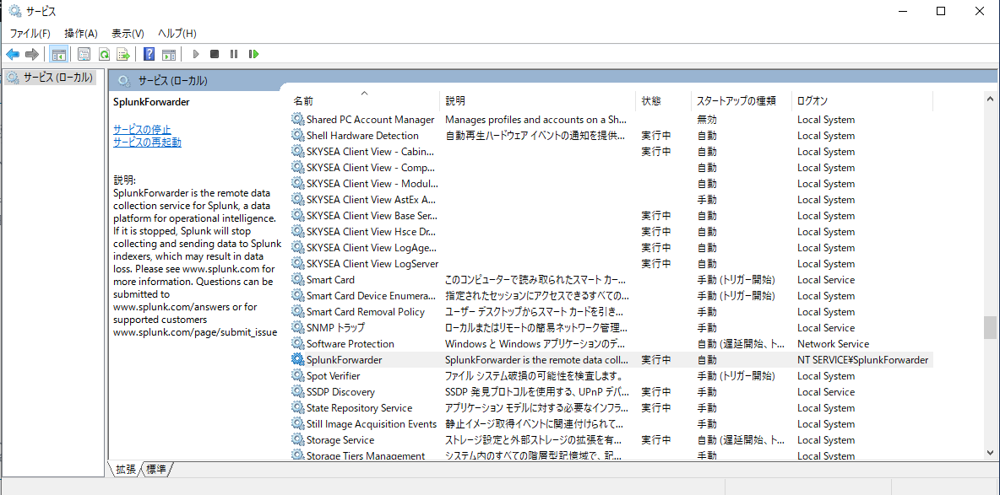 サービス
ファイル(F) 操作(A) 表示(V) ヘルプ(H)
サービス (ローカル)
サービス (ローカル)
SplunkForwarder
サービスの停止
サービスの再起動
説明:
SplunkForwarder is the remote data
collection service for Splunk, a data
platform for operational intelligence.
If it is stopped, Splunk will stop
collecting and sending data to Splunk
indexers, which may result in data
loss. Please see www.splunk.com for
more information. Questions can be
submitted to
www.splunk.com/answers or for
supported customers
www.splunk.com/page/submit_issue
名前 説明 状態 スタートアップの種類 ログオン
Shared PC Account Manager Manages profiles and accounts on a Sh... 無効 Local System
Shell Hardware Detection 自動再生ハードウェア イベントの通知を提供... 実行中 自動 Local System
SKYSEA Client View - Cabin... 実行中 自動 Local System
SKYSEA Client View - Comp... 自動 Local System
SKYSEA Client View - Modul... 自動 Local System
SKYSEA Client View AstEx A... 手動 Local System
SKYSEA Client View Base Ser... 実行中 自動 Local System
SKYSEA Client View Hsce Dr... 実行中 自動 Local System
SKYSEA Client View LogAge... 実行中 自動 Local System
SKYSEA Client View LogServer 実行中 自動 Local System
Smart Card このコンピューターで読み取られたスマート カー... 手動 (トリガー開始) Local Service
Smart Card Device Enumera... 指定されたセッションにアクセスできるすべての... 手動 (トリガー開始) Local System
Smart Card Removal Policy ユーザー デスクトップからスマート カードを引き... 手動 Local System
SNMP トラップ ローカルまたはリモートの簡易ネットワーク管理... 手動 Local Service
Software Protection Windows と Windows アプリケーションのデ... 自動 (遅延開始、ト... Network Service
SplunkForwarder SplunkForwarder is the remote data coll... 実行中 自動 NT SERVICE¥SplunkForwarder
Spot Verifier ファイル システム破損の可能性を検査します。 手動 (トリガー開始) Local System
SSDP Discovery SSDP 発見プロトコルを使用する、UPnP デバ... 実行中 手動 Local Service
State Repository Service アプリケーション モデルに対する必要なインフラ... 実行中 手動 Local System
Still Image Acquisition Events 静止イメージ取得イベントに関連付けられて... 手動 Local System
Storage Service ストレージ設定と外部ストレージの拡張を有... 実行中 自動 (遅延開始、ト... Local System
Storage Tiers Management システム内のすべての階層型記憶域で、記... 手動 Local System
拡張 標準